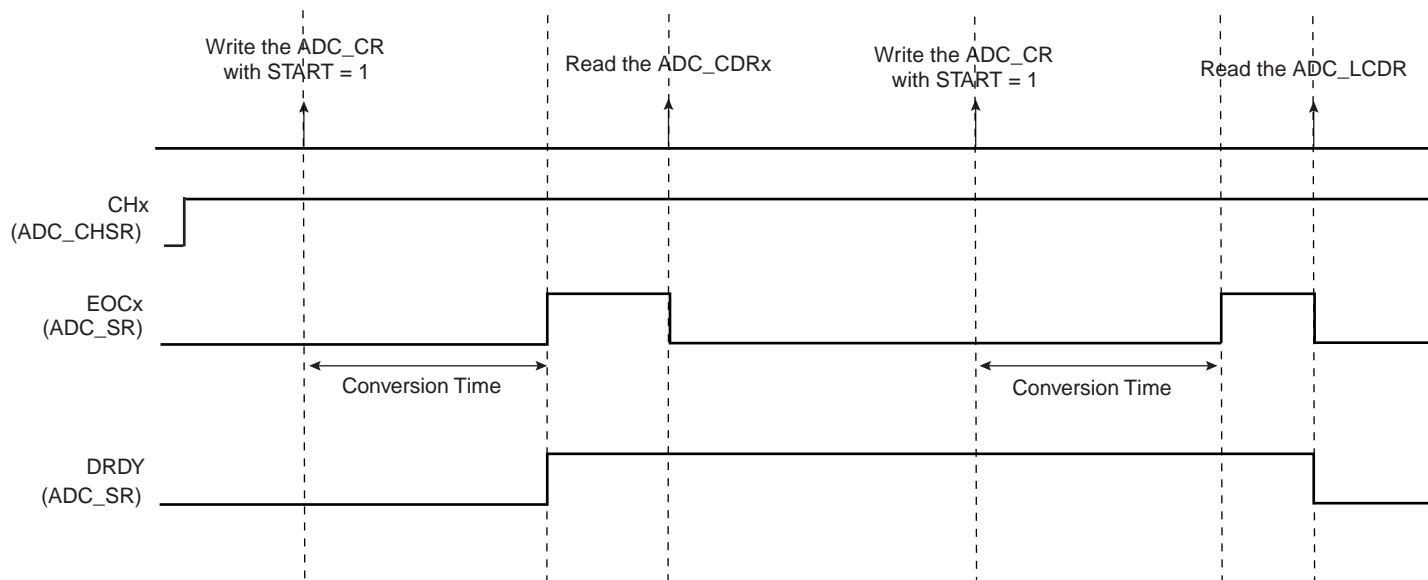 Write the ADC_CR
with START = 1
Read the ADC_CDRx
Write the ADC_CR
with START = 1
Read the ADC_LCDR
CHx
(ADC_CHSR)
EOCx
(ADC_SR)
Conversion Time
Conversion Time
DRDY
(ADC_SR)